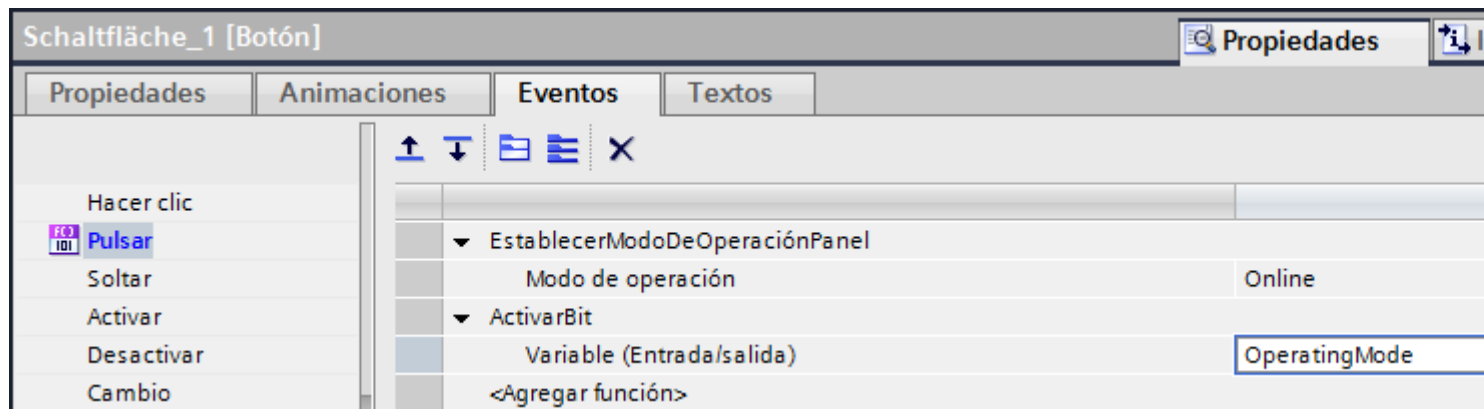 Schaltfläche_1 [Botón]
Propiedades
Propiedades
Animaciones
Eventos
Textos
Hacer clic
Pulsar
Soltar
Activar
Desactivar
Cambio
EstablecerModoDeOperaciónPanel
Modo de operación
Online
ActivarBit
Variable (Entrada/salida)
OperatingMode
<Agregar función>